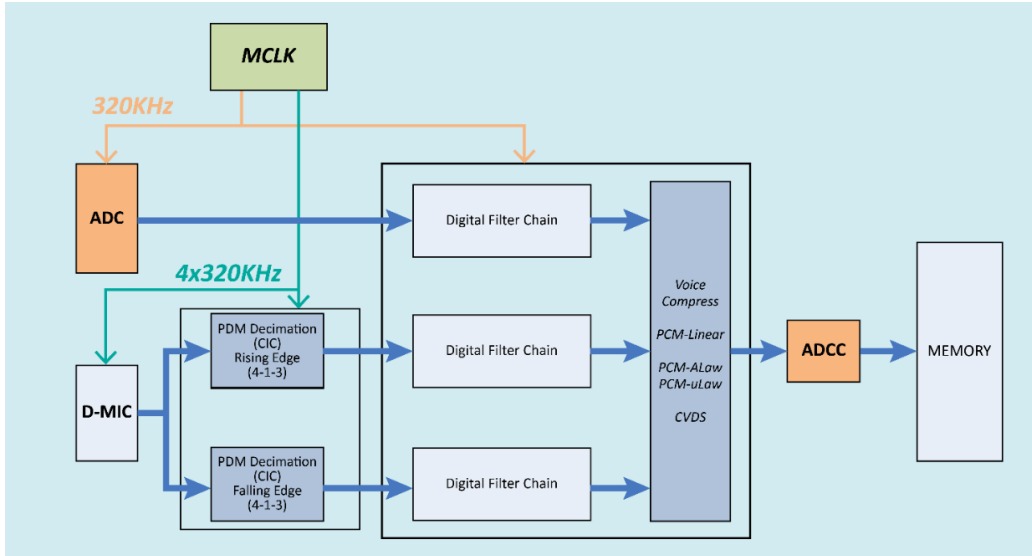 MCLK
320KHz
ADC
Digital Filter Chain
4x320KHz
PDM Decimation
(CIC)
Rising Edge
(4-1-3)
Digital Filter Chain
D-MIC
PDM Decimation
(CIC)
Falling Edge
(4-1-3)
Digital Filter Chain
Voice
Compress
PCM-Linear
PCM-ALaw
PCM-uLaw
CVDS
ADCC
MEMORY